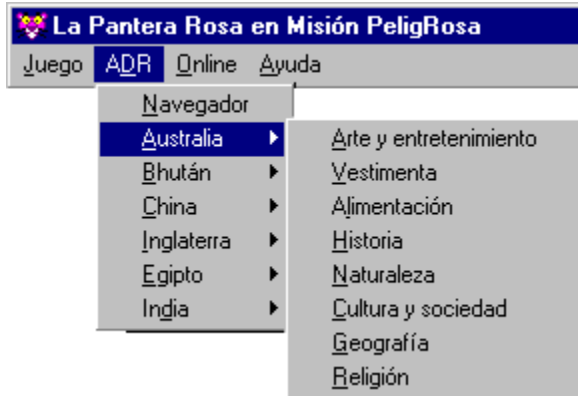 La Pantera Rosa en Misión PeligRosa
Juego ADR Online Ayuda
Navegador
Australia
Bhután
China
Inglaterra
Egipto
India
Arte y entretenimiento
Vestimenta
Alimentación
Historia
Naturaleza
Cultura y sociedad
Geografía
Religión